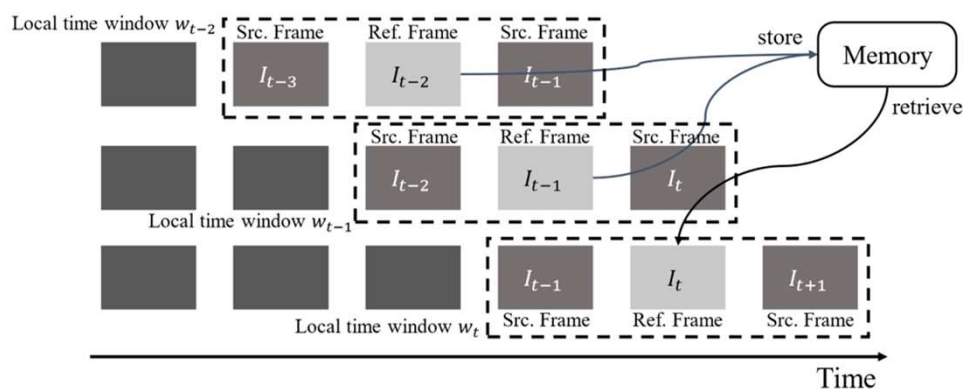 Local time window w_{t−2}
Src. Frame Ref. Frame Src. Frame
store
Memory
I_{t−3} I_{t−2} I_{t−1}
retrieve
Src. Frame Ref. Frame Src. Frame
I_{t−2} I_{t−1} I_t
Local time window w_{t−1}
I_{t−1} I_t I_{t+1}
Src. Frame Ref. Frame Src. Frame
Local time window w_t
Time